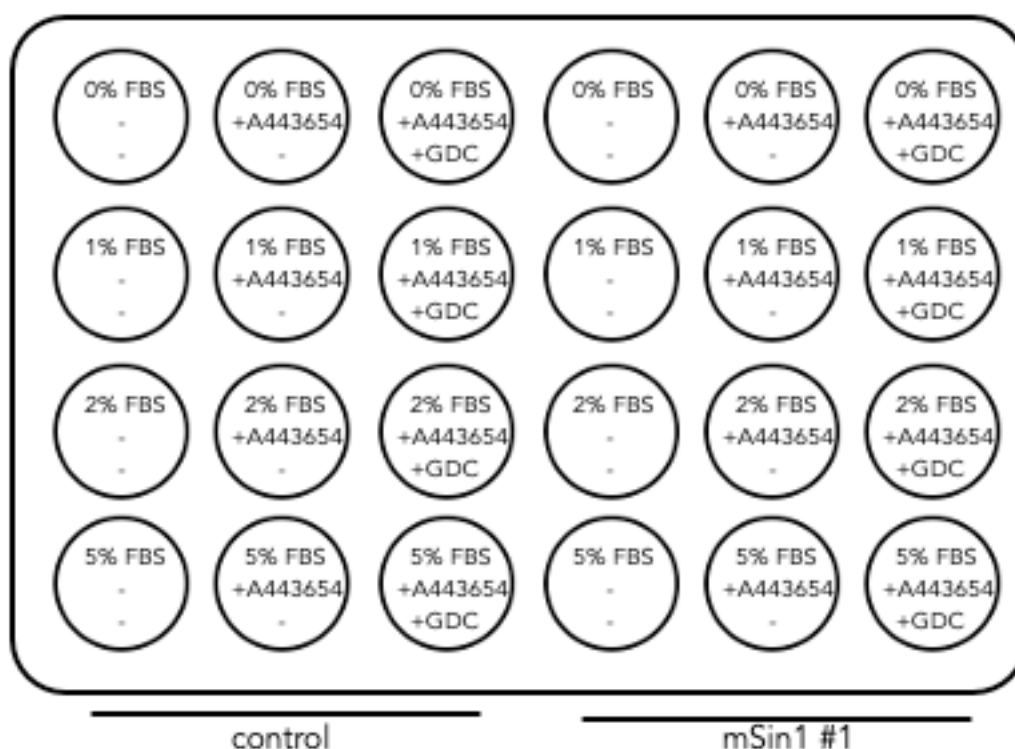 0% FBS 0% FBS 0% FBS 0% FBS 0% FBS 0% FBS
- +A443654 +A443654 - +A443654 +A443654
- - +GDC - - +GDC
1% FBS 1% FBS 1% FBS 1% FBS 1% FBS 1% FBS
- +A443654 +A443654 - +A443654 +A443654
- - +GDC - - +GDC
2% FBS 2% FBS 2% FBS 2% FBS 2% FBS 2% FBS
- +A443654 +A443654 - +A443654 +A443654
- - +GDC - - +GDC
5% FBS 5% FBS 5% FBS 5% FBS 5% FBS 5% FBS
- +A443654 +A443654 - +A443654 +A443654
- - +GDC - - +GDC
control mSin1 #1